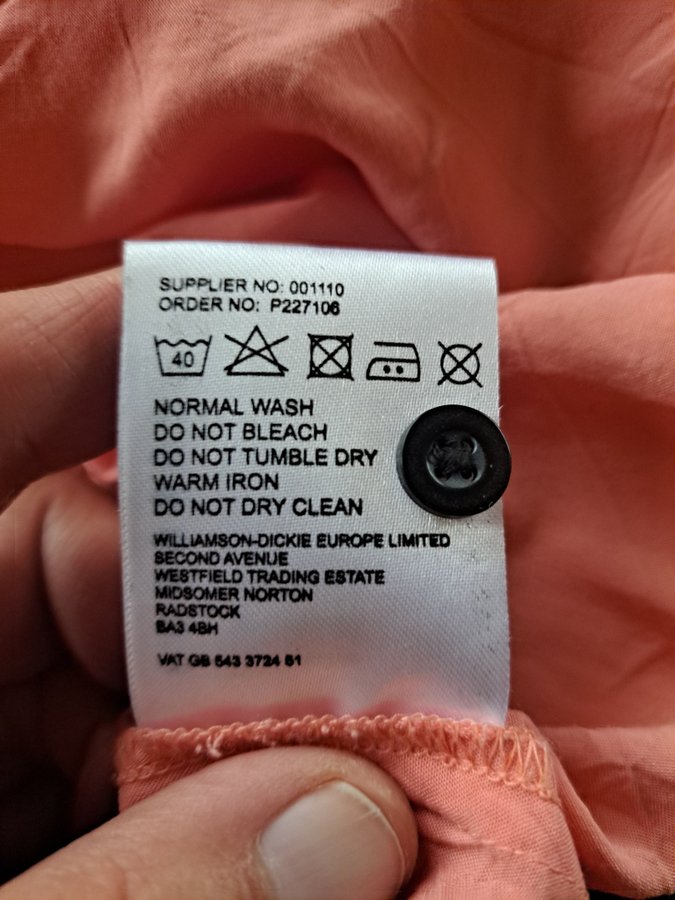 SUPPLIER NO: 001110
ORDER NO: P227106
40
NORMAL WASH
DO NOT BLEACH
DO NOT TUMBLE DRY
WARM IRON
DO NOT DRY CLEAN
WILLIAMSON-DICKIE EUROPE LIMITED
SECOND AVENUE
WESTFIELD TRADING ESTATE
MIDSOMER NORTON
RADSTOCK
BA3 4BH
VAT GB 543 3724 51